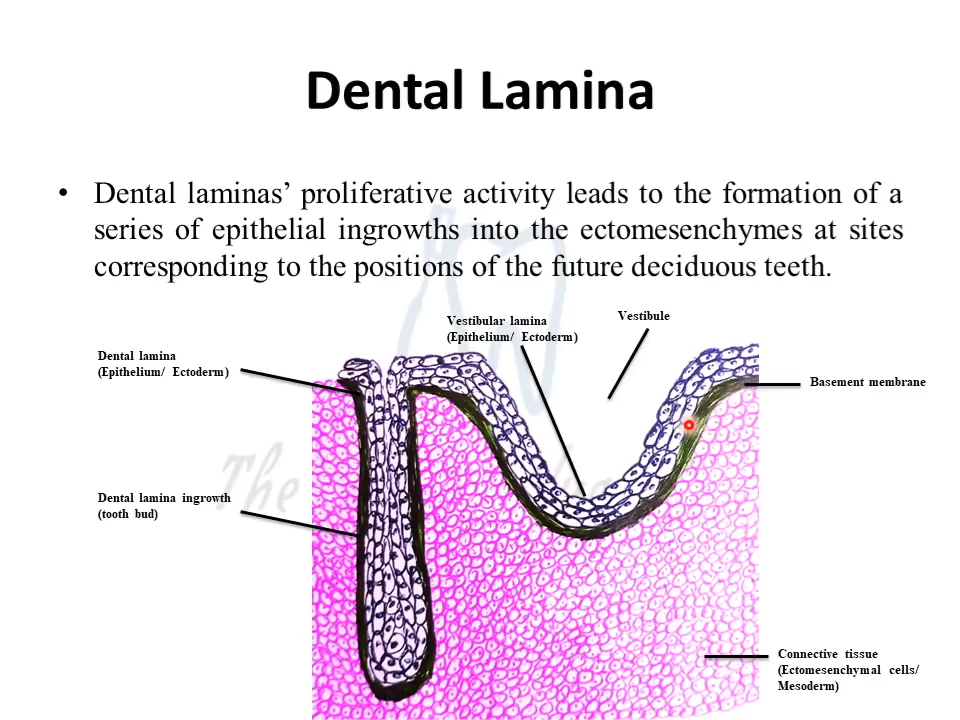 Dental Lamina
• Dental laminas’ proliferative activity leads to the formation of a
series of epithelial ingrowths into the ectomesenchymes at sites
corresponding to the positions of the future deciduous teeth.
Vestibular lamina
(Epithelium/ Ectoderm)
Vestibule
Dental lamina
(Epithelium/ Ectoderm)
Basement membrane
The
Dental lamina ingrowth
(tooth bud)
Connective tissue
(Ectomesenchymal cells/
Mesoderm)